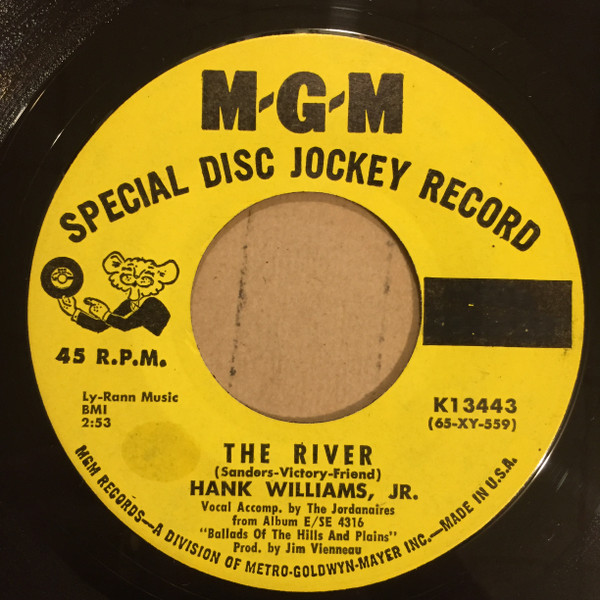 M-G-M
SPECIAL DISC JOCKEY RECORD
45 R.P.M.
Ly-Rann Music
BMI
2:53
K13443
(65-XY-559)
THE RIVER
(Sanders-Victory-Friend)
HANK WILLIAMS, JR.
Vocal Accomp. by The Jordanaires
from Album E/SE 4316
"Ballads Of The Hills And Plains"
Prod. by Jim Vienneau
MGM RECORDS—A DIVISION OF METRO-GOLDWYN-MAYER INC.—MADE IN U.S.A.